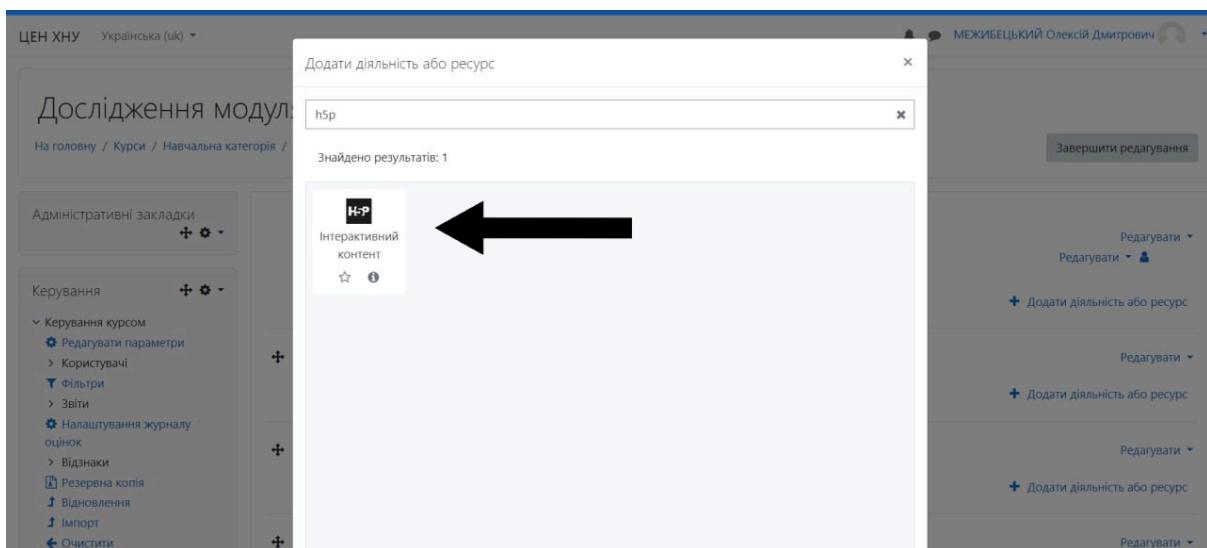 ЦЕН ХНУ Українська (uk)
МЕЖИБЕЦЬКИЙ Олексій Дмитрович
Додати діяльність або ресурс
h5p
Знайдено результатів: 1
H-P
Інтерактивний
контент
Дослідження
На головну / Курси / Навчальна категорія /
Завершити редагування
Адміністративні закладки
Керування
Керування курсом
Редагувати параметри
Користувачі
Фільтри
Звіти
Налаштування журналу
оцінок
Відзнаки
Резервна копія
Відновлення
Імпорт
Очистити
Редагувати
Редагувати
Додати діяльність або ресурс
Редагувати
Додати діяльність або ресурс
Редагувати
Додати діяльність або ресурс
Редагувати